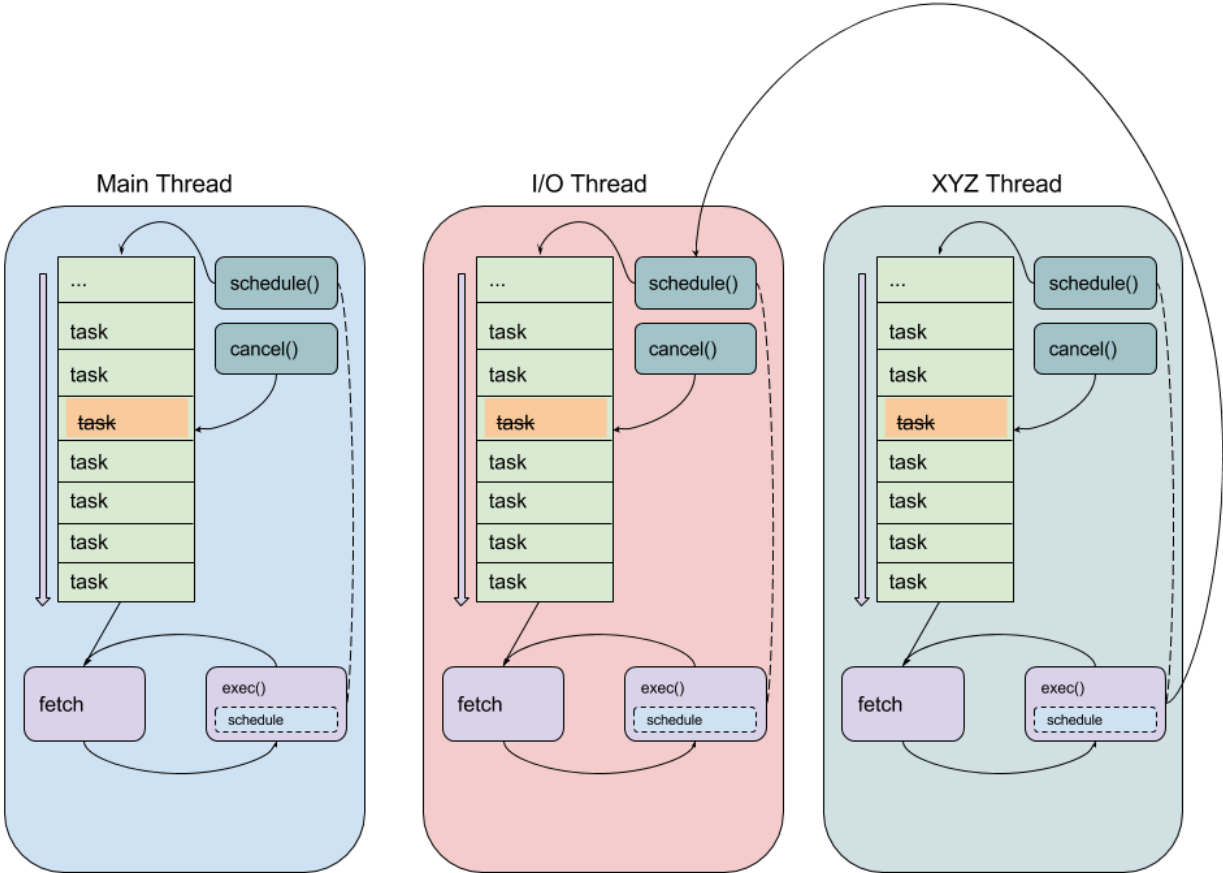 Main Thread
...
task
task
task
task
task
task
task
schedule()
cancel()
fetch
exec()
schedule
I/O Thread
...
task
task
task
task
task
task
task
schedule()
cancel()
fetch
exec()
schedule
XYZ Thread
...
task
task
task
task
task
task
task
schedule()
cancel()
fetch
exec()
schedule